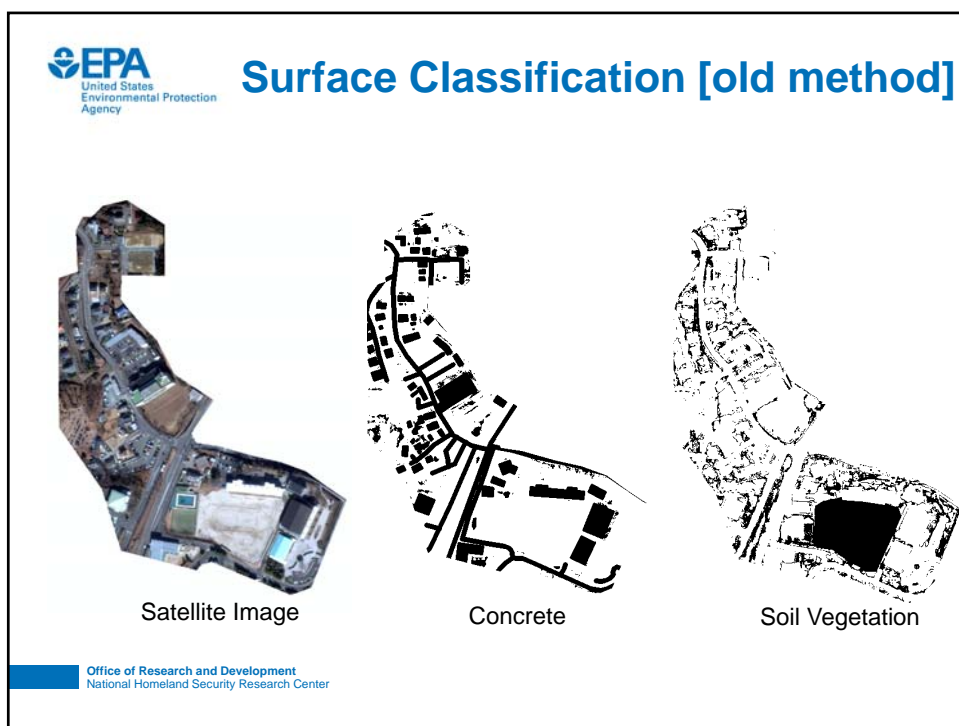 EPA
United States
Environmental Protection
Agency
Surface Classification [old method]
Satellite Image
Concrete
Soil Vegetation
Office of Research and Development
National Homeland Security Research Center